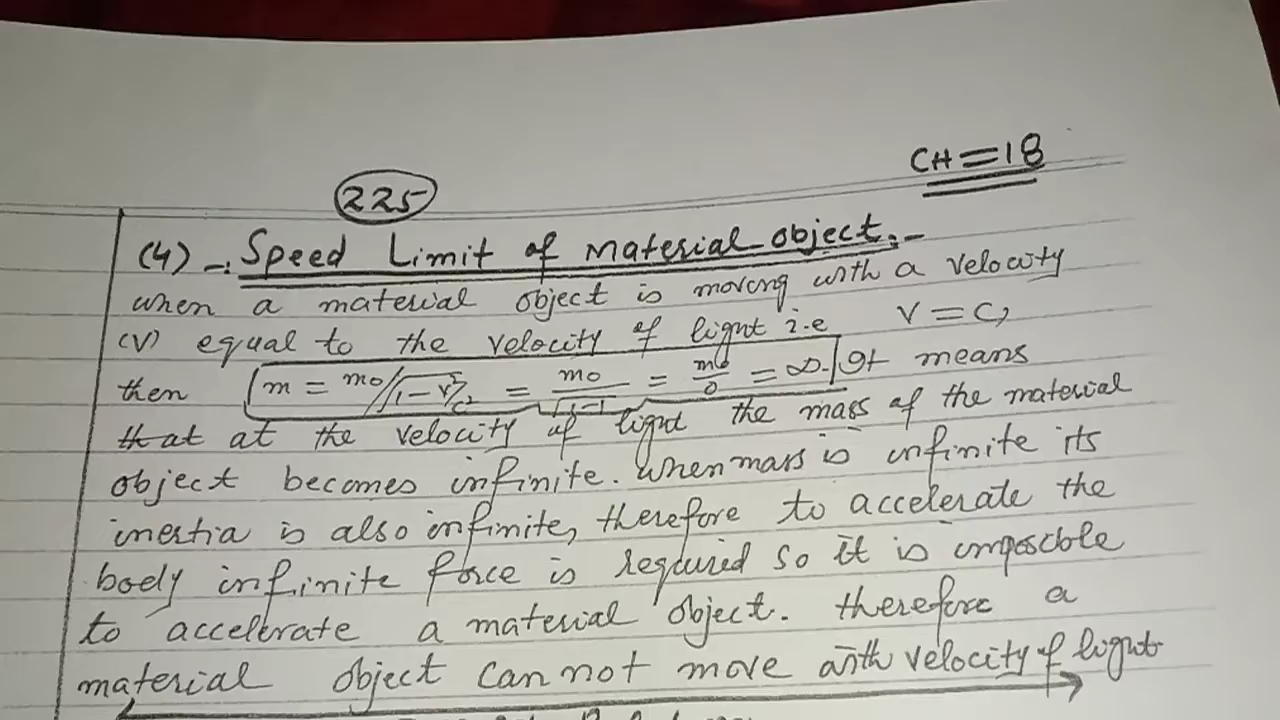 CH=18
225
(4) -: Speed Limit of material object:-
when a material object is moving with a velocity
(v) equal to the velocity of light i.e v = c,
then m = m₀/√1-v²/c² = m₀/√1-1 = m₀/0 = ∞. It means
that at the velocity of light the mass of the material
object becomes infinite. when mass is infinite its
inertia is also infinite, therefore to accelerate the
body infinite force is required so it is impossible
to accelerate a material object. therefore a
material object can not move with velocity of light